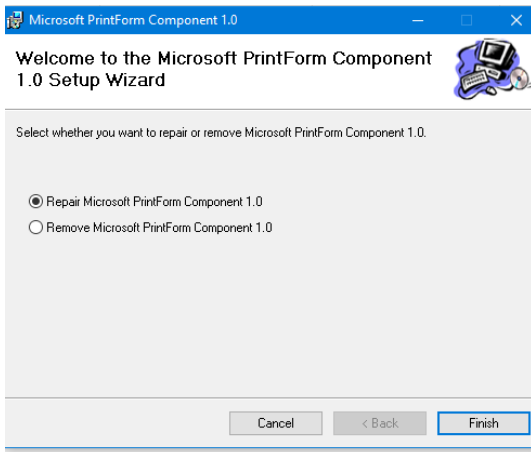 Microsoft PrintForm Component 1.0
Welcome to the Microsoft PrintForm Component
1.0 Setup Wizard
Select whether you want to repair or remove Microsoft PrintForm Component 1.0.
Repair Microsoft PrintForm Component 1.0
Remove Microsoft PrintForm Component 1.0
Cancel
< Back
Finish